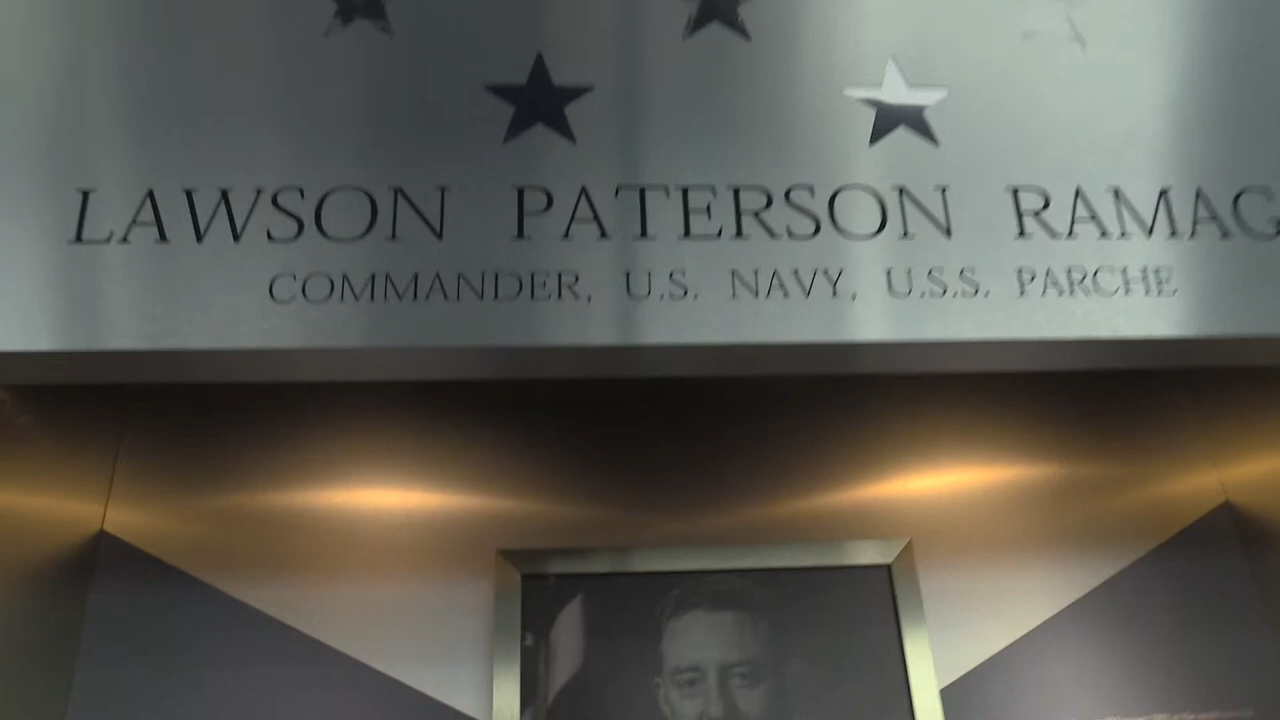 LAWSON PATERSON RAMAG
COMMANDER, U.S. NAVY, U.S.S. PARCHE